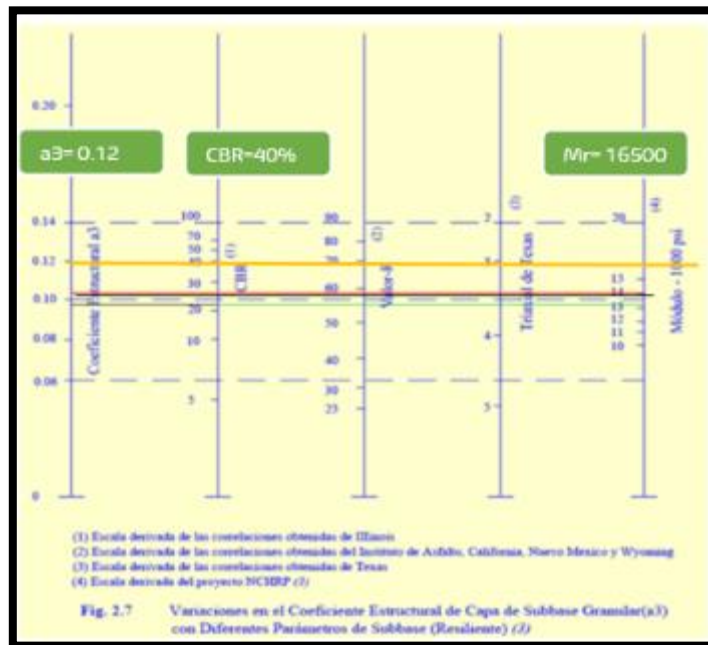 0.20
a3= 0.12
CBR=40%
Mr= 16500
0.14
0.12
0.10
0.08
0.06
0
Coeficiente Estructural a3
100
70
50
30
20
10
5
(1)
CBR
90
80
70
60
50
40
30
25
(2)
Valor-R
2
4
5
(3)
Triaxial de Texas
20
15
14
13
12
11
10
(4)
Módulo - 1000 psi
(1) Escala derivada de las correlaciones obtenidas de Illinois
(2) Escala derivada de las correlaciones obtenidas del Instituto de Asfalto, California, Nuevo Mexico y Wyoming
(3) Escala derivada de las correlaciones obtenidas de Texas
(4) Escala derivada del proyecto NCHRP (3)
Fig. 2.7 Variaciones en el Coeficiente Estructural de Capa de Subbase Granular(a3)
con Diferentes Parámetros de Subbase (Resiliente) (3)